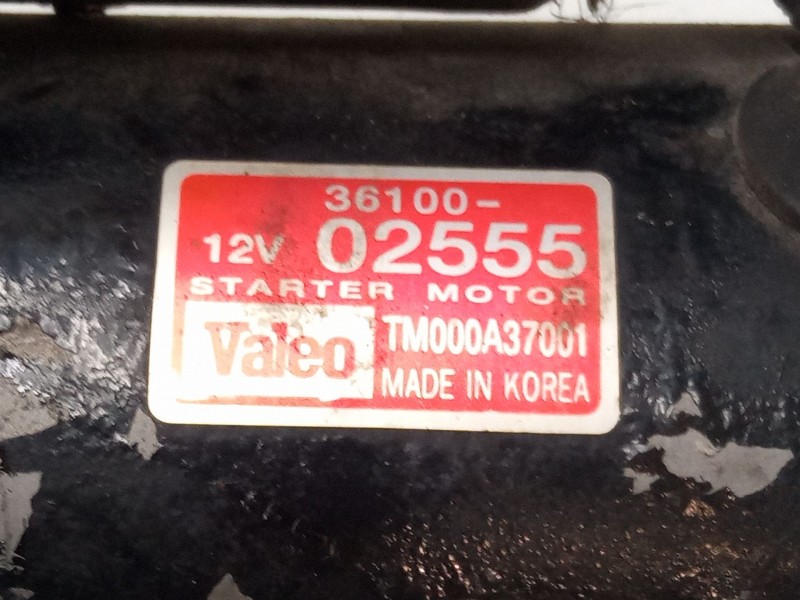 36100-
12V 02555
STARTER MOTOR
Valeo TM000A37001
MADE IN KOREA